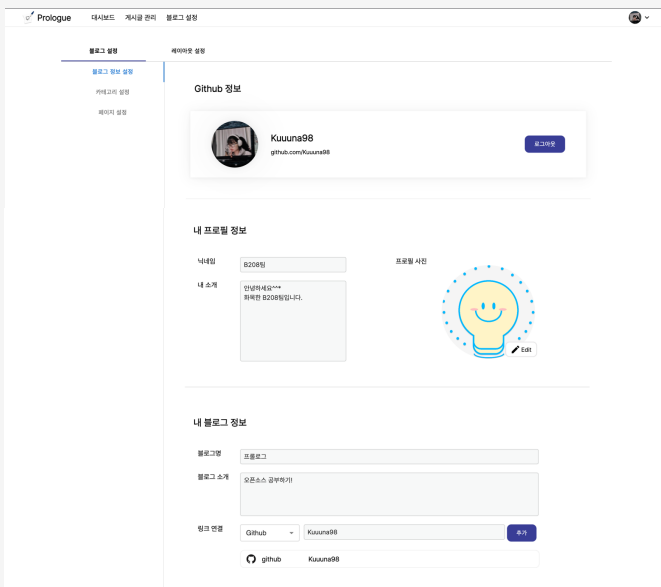 Prologue 대시보드 게시글 관리 블로그 설정
블로그 설정 레이아웃 설정
블로그 정보 설정
카테고리 설정
페이지 설정
Github 정보
Kuuuna98
github.com/Kuuuna98
로그아웃
내 프로필 정보
닉네임 B208팀
프로필 사진
내 소개 안녕하세요^^*
화목한 B208팀입니다.
Edit
내 블로그 정보
블로그명 프롤로그
블로그 소개 오픈소스 공부하기!
링크 연결 Github Kuuuna98 추가
github Kuuuna98